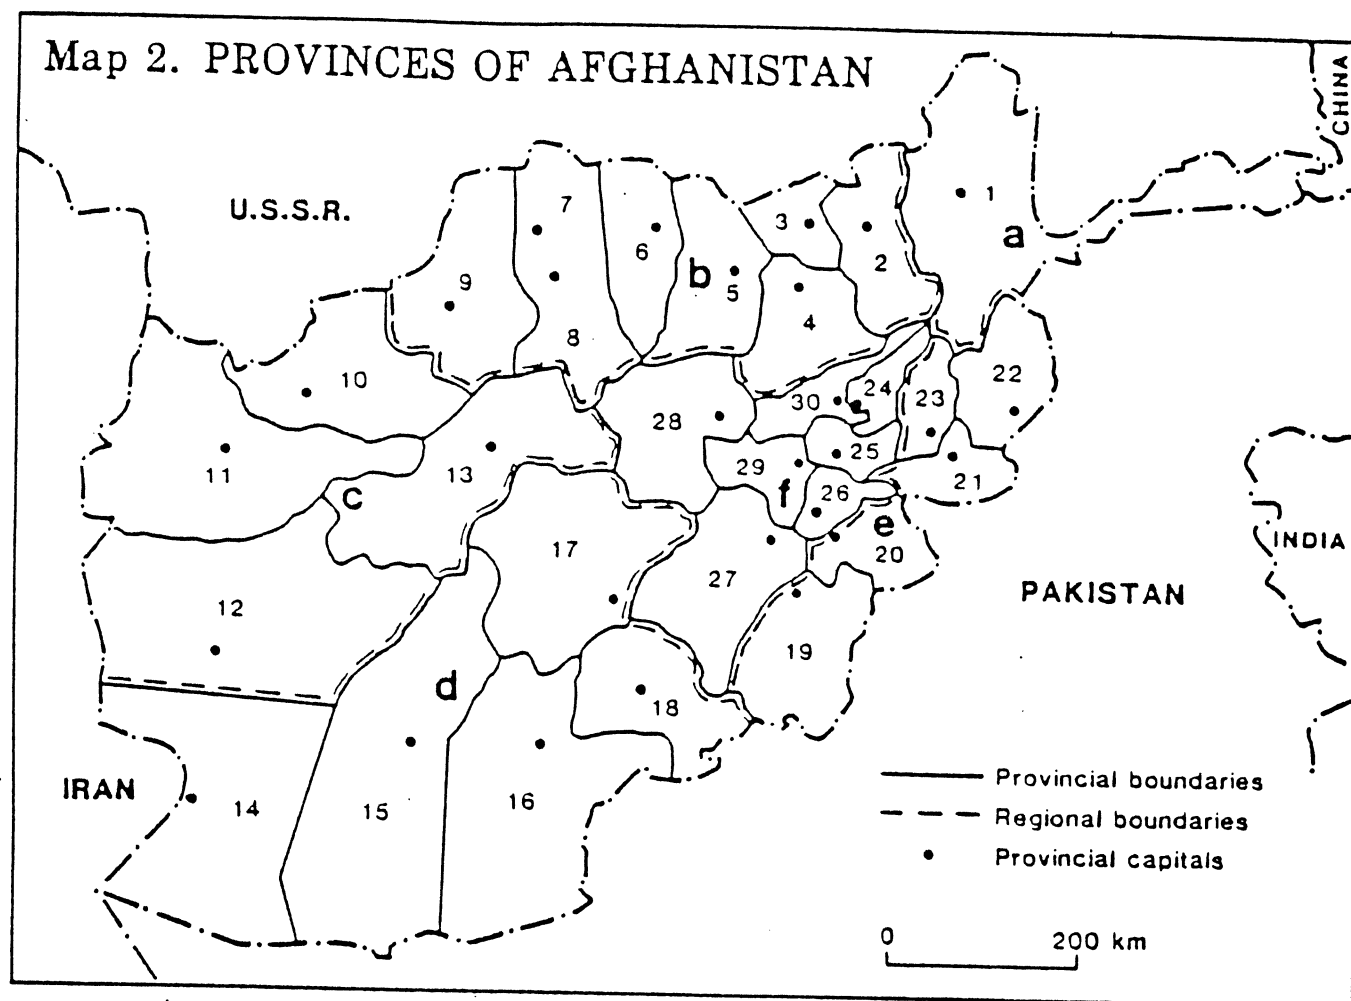 Map 2. PROVINCES OF AFGHANISTAN
CHINA
U.S.S.R.
1
a
7
3
6
2
b
5
9
4
8
10
22
24
23
30
28
25
11
13
29
21
c
f
26
e
17
20
INDIA
27
12
PAKISTAN
19
d
18
IRAN
14
15
16
Provincial boundaries
Regional boundaries
Provincial capitals
0
200 km